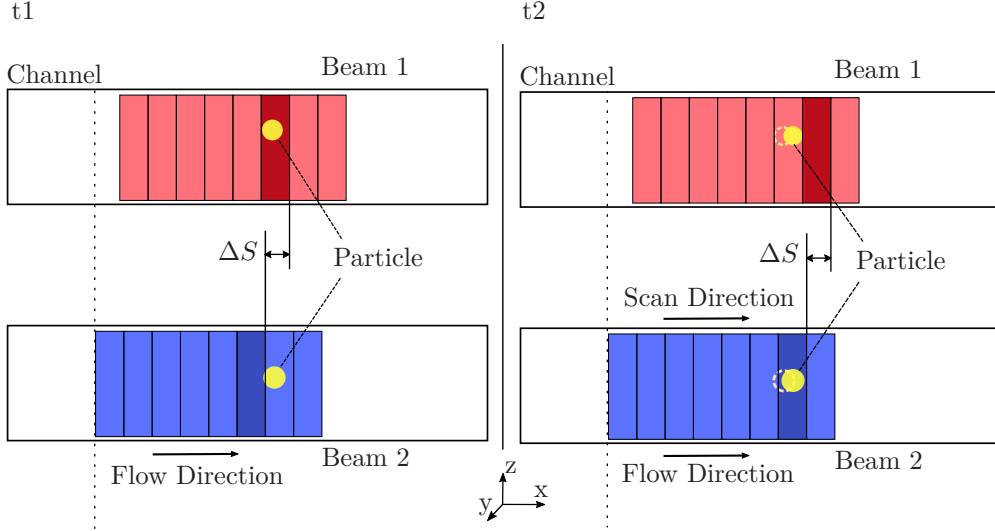 t1
Channel
Beam 1
ΔS
Particle
Flow Direction
Beam 2
t2
Channel
Beam 1
ΔS
Particle
Scan Direction
Flow Direction
Beam 2
z
y
x